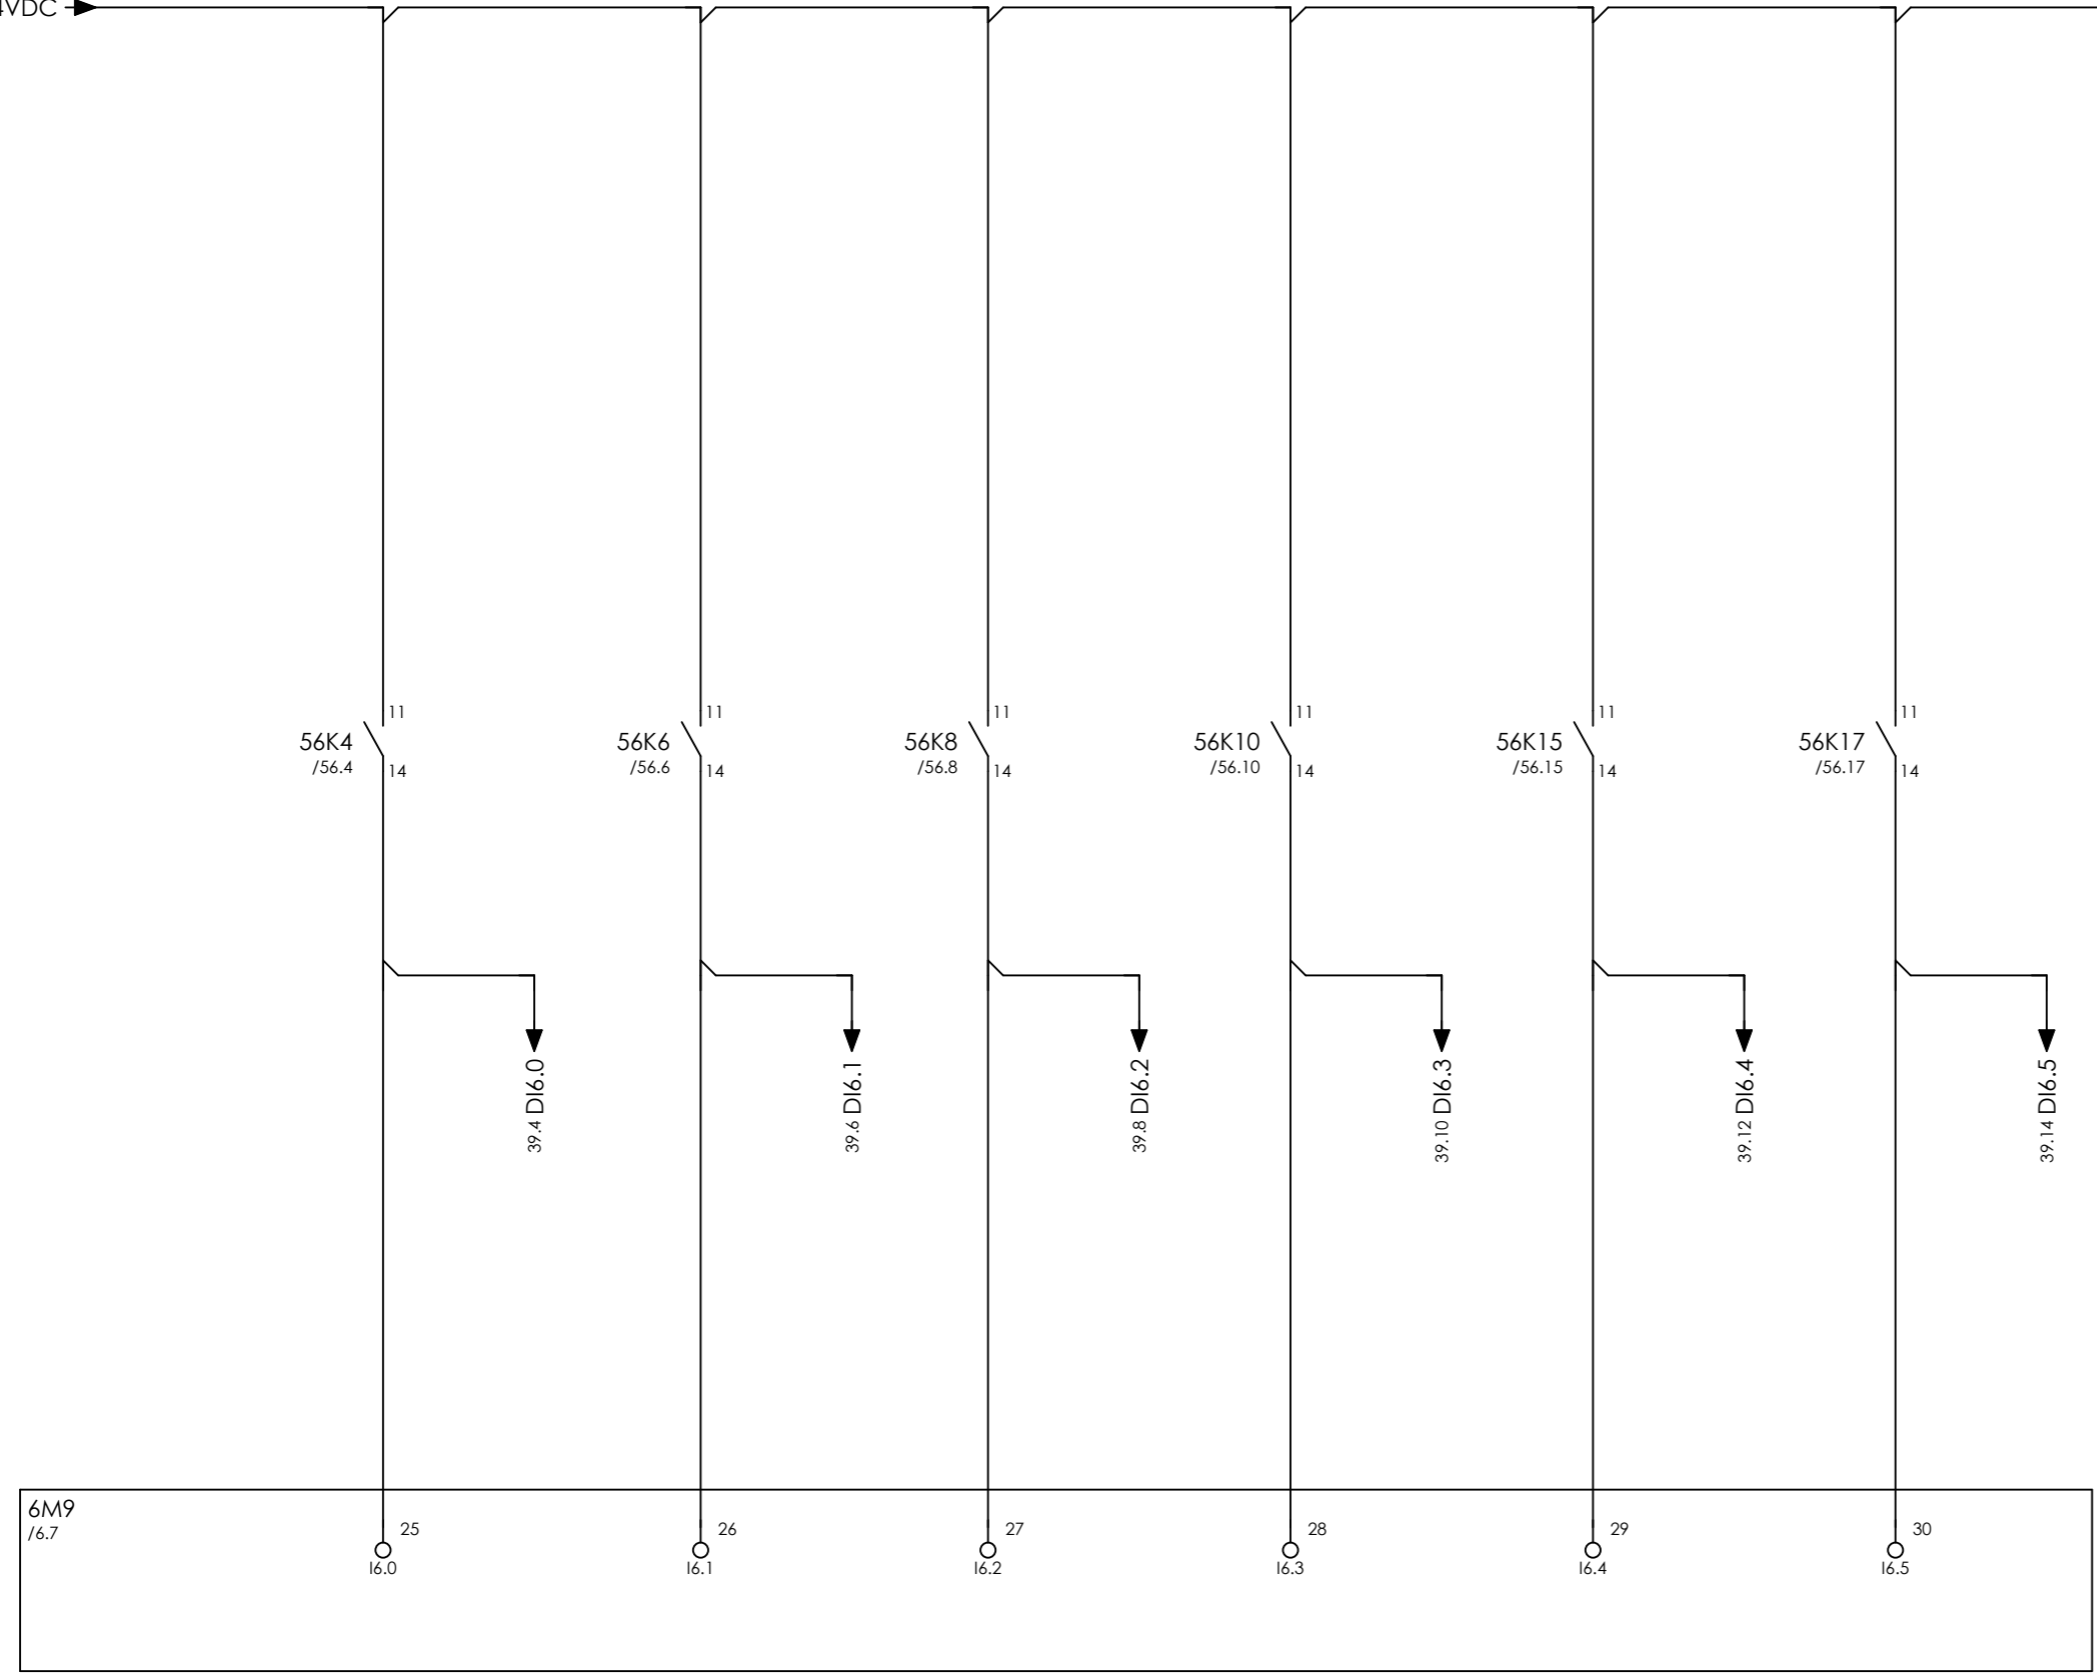 4VDC
11 11 11 11 11 11
56K4 56K6 56K8 56K10 56K15 56K17
/56.4 /56.6 /56.8 /56.10 /56.15 /56.17
14 14 14 14 14 14
39.4 DI6.0
39.6 DI6.1
39.8 DI6.2
39.10 DI6.3
39.12 DI6.4
39.14 DI6.5
6M9
/6.7
25 26 27 28 29 30
I6.0 I6.1 I6.2 I6.3 I6.4 I6.5